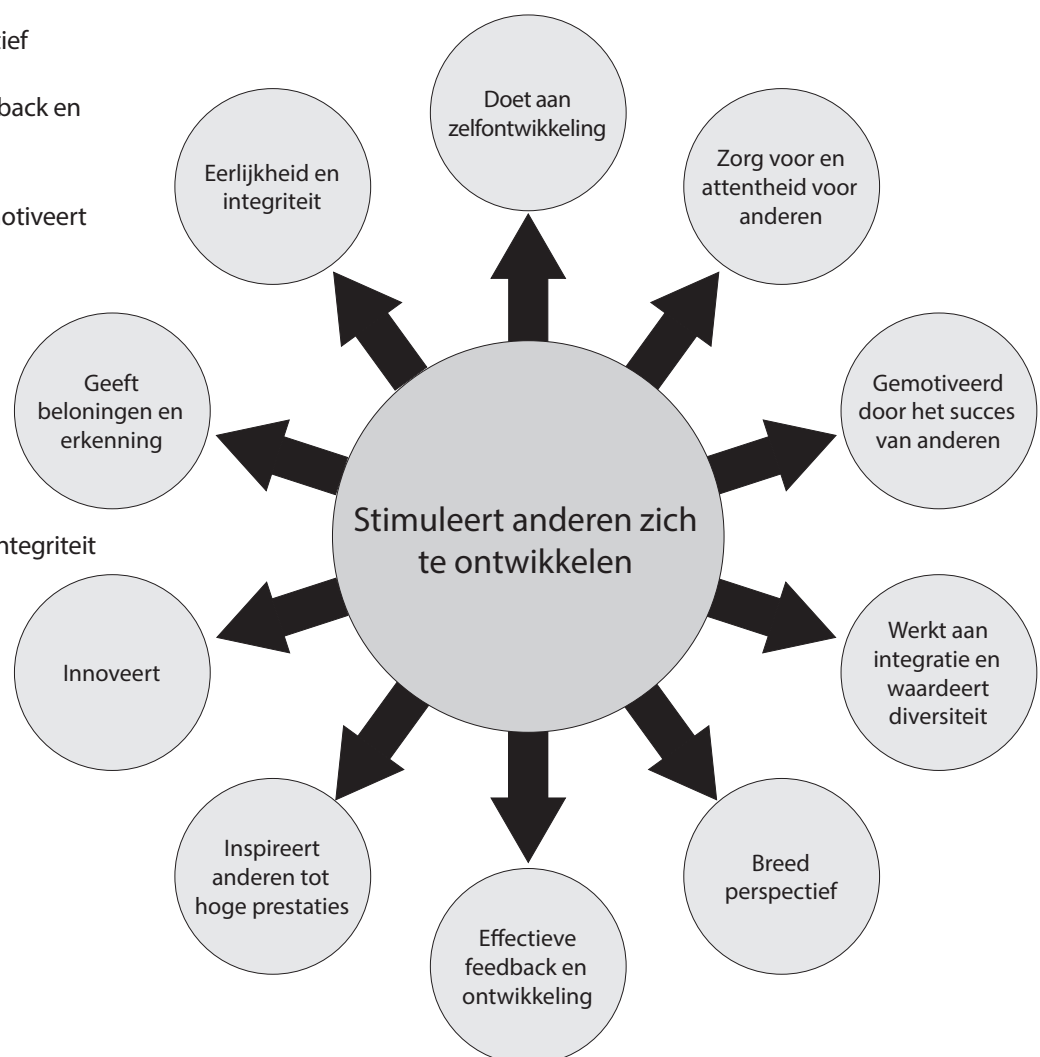 tief
back en
otiveert
ntegriteit
Doet aan
zelfontwikkeling
Zorg voor en
attentheid voor
anderen
Gemotiveerd
door het succes
van anderen
Werkt aan
integratie en
waardeert
diversiteit
Breed
perspectief
Effectieve
feedback en
ontwikkeling
Inspireert
anderen tot
hoge prestaties
Innoveert
Geeft
beloningen en
erkenning
Eerlijkheid en
integriteit
Stimuleert anderen zich
te ontwikkelen